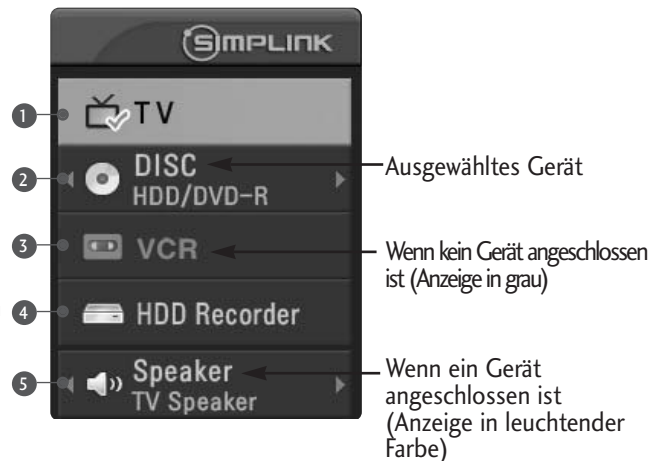 SIMPLINK
1 TV
2 DISC
HDD/DVD-R
Ausgewähltes Gerät
3 VCR
Wenn kein Gerät angeschlossen
ist (Anzeige in grau)
4 HDD Recorder
5 Speaker
TV Speaker
Wenn ein Gerät
angeschlossen ist
(Anzeige in leuchtender
Farbe)